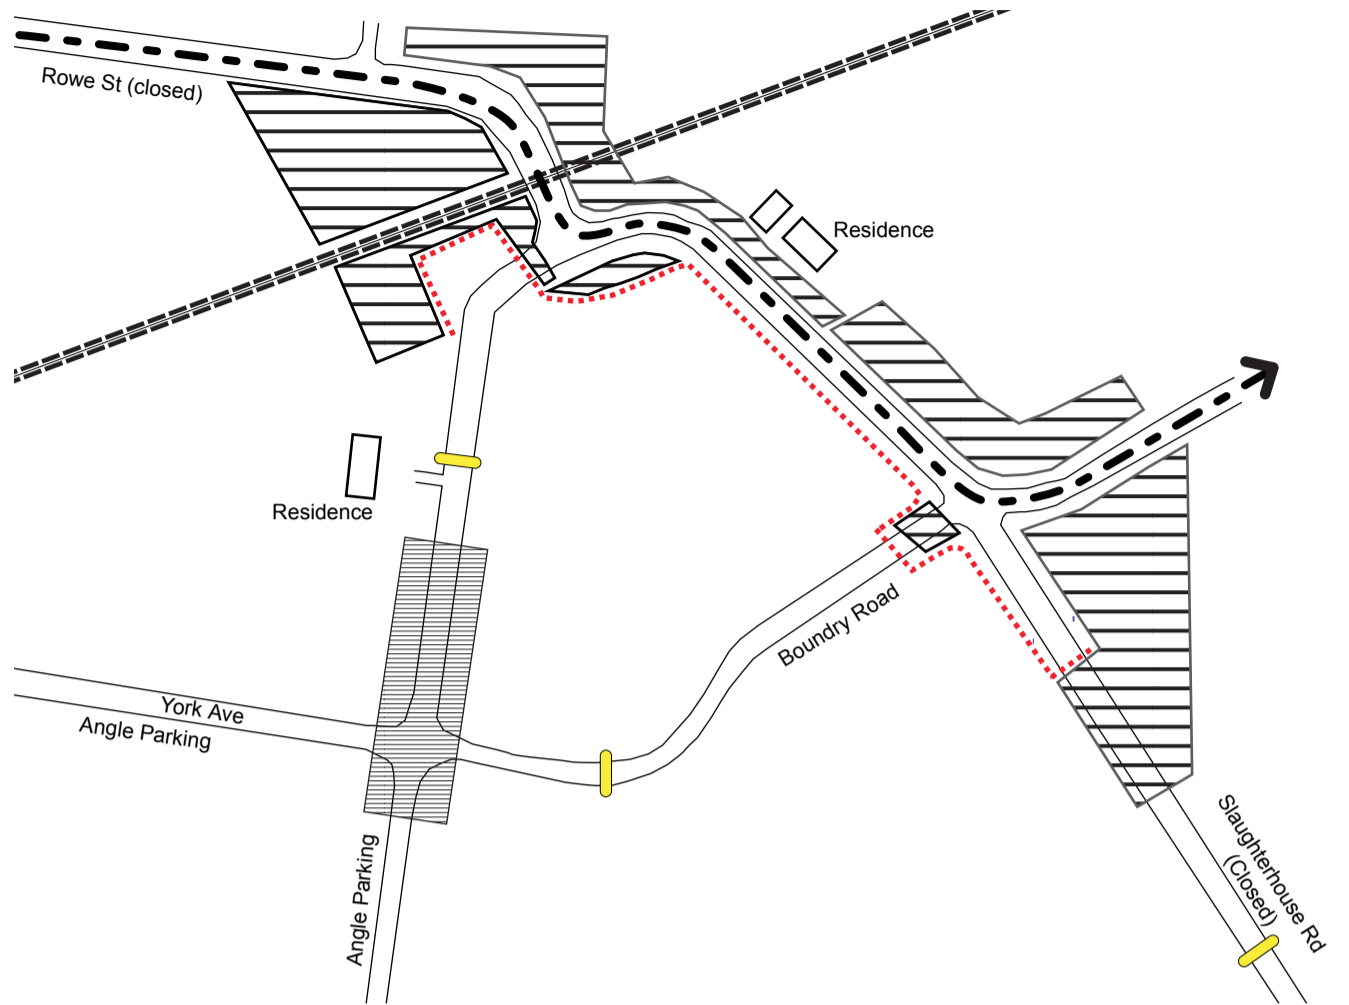 Rowe St (closed)
Residence
Residence
Boundry Road
York Ave
Angle Parking
Angle Parking
Slaughterhouse Rd
(Closed)